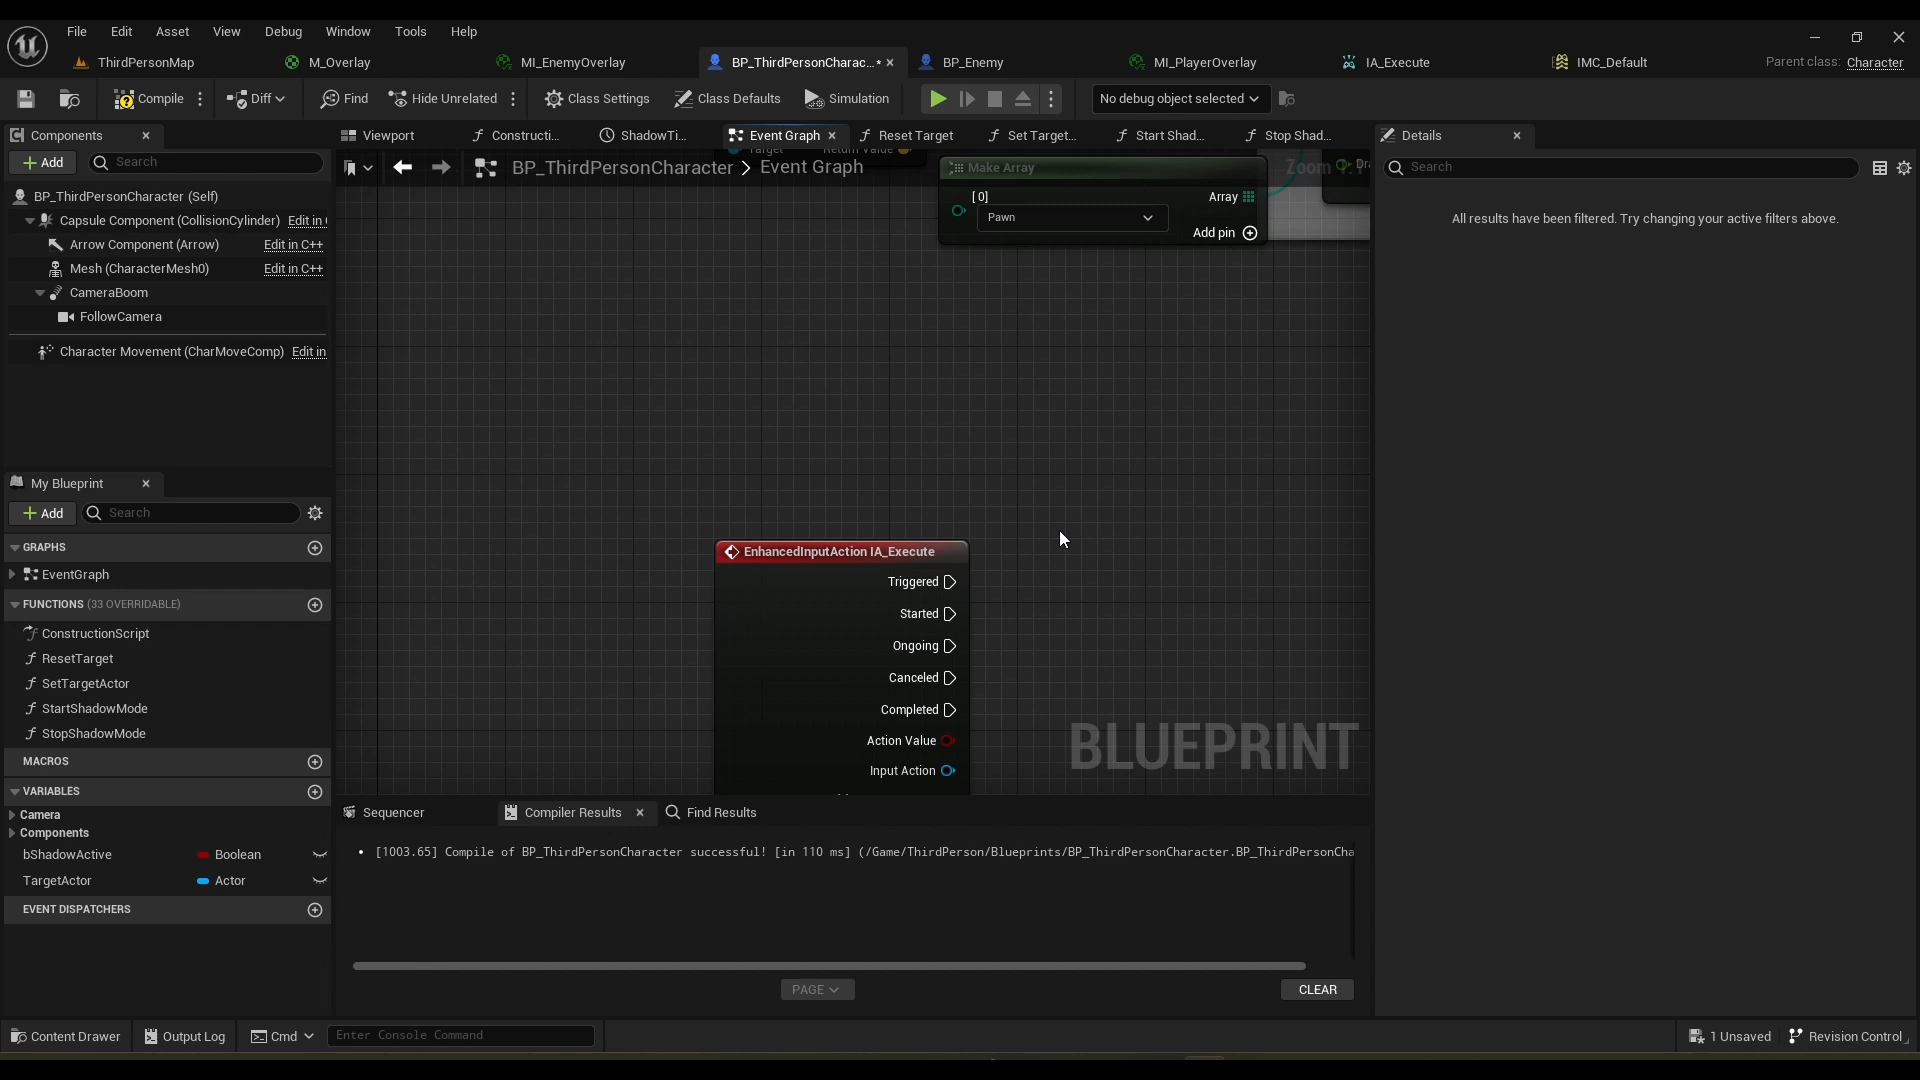 File Edit Asset View Debug Window Tools Help
ThirdPersonMap M_Overlay MI_EnemyOverlay BP_ThirdPersonCharac...* BP_Enemy MI_PlayerOverlay IA_Execute IMC_Default Parent class: Character
Compile Diff Find Hide Unrelated Class Settings Class Defaults Simulation No debug object selected
Components
Add Search
BP_ThirdPersonCharacter (Self)
Capsule Component (CollisionCylinder) Edit in
Arrow Component (Arrow) Edit in C++
Mesh (CharacterMesh0) Edit in C++
CameraBoom
FollowCamera
Character Movement (CharMoveComp) Edit in
My Blueprint
Add Search
GRAPHS
EventGraph
FUNCTIONS (33 OVERRIDABLE)
ConstructionScript
ResetTarget
SetTargetActor
StartShadowMode
StopShadowMode
MACROS
VARIABLES
Camera
Components
bShadowActive Boolean
TargetActor Actor
EVENT DISPATCHERS
Viewport Constructi... ShadowTi... Event Graph Reset Target Set Target... Start Shad... Stop Shad...
Target Return Value
BP_ThirdPersonCharacter > Event Graph
Zoom 1:1
Make Array
[0] Array
Pawn
Add pin
EnhancedInputAction IA_Execute
Triggered
Started
Ongoing
Canceled
Completed
Action Value
Input Action
BLUEPRINT
Sequencer Compiler Results Find Results
[1003.65] Compile of BP_ThirdPersonCharacter successful! [in 110 ms] (/Game/ThirdPerson/Blueprints/BP_ThirdPersonCharacter.BP_ThirdPersonCha
PAGE CLEAR
Details
Search
All results have been filtered. Try changing your active filters above.
Content Drawer Output Log Cmd Enter Console Command 1 Unsaved Revision Control